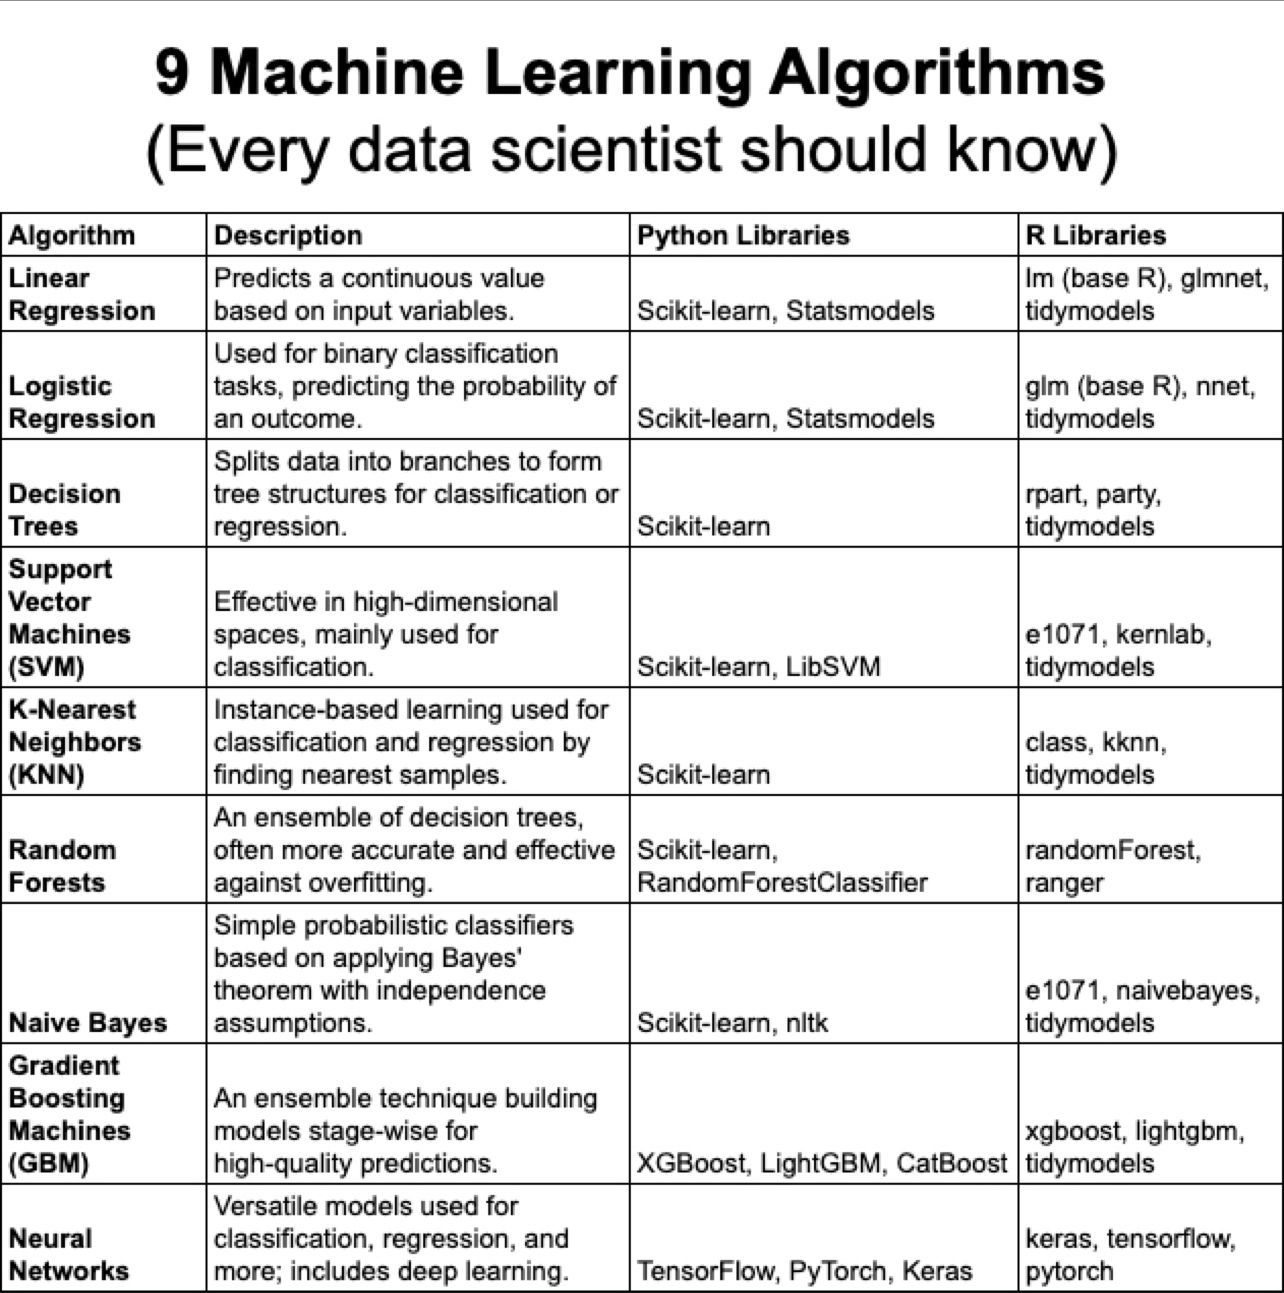 9 Machine Learning Algorithms
(Every data scientist should know)
Algorithm
Description
Python Libraries
R Libraries
Linear
Regression
Predicts a continuous value
based on input variables.
Scikit-learn, Statsmodels
lm (base R), glmnet,
tidymodels
Logistic
Regression
Used for binary classification
tasks, predicting the probability of
an outcome.
Scikit-learn, Statsmodels
glm (base R), nnet,
tidymodels
Decision
Trees
Splits data into branches to form
tree structures for classification or
regression.
Scikit-learn
rpart, party,
tidymodels
Support
Vector
Machines
(SVM)
Effective in high-dimensional
spaces, mainly used for
classification.
Scikit-learn, LibSVM
e1071, kernlab,
tidymodels
K-Nearest
Neighbors
(KNN)
Instance-based learning used for
classification and regression by
finding nearest samples.
Scikit-learn
class, kknn,
tidymodels
Random
Forests
An ensemble of decision trees,
often more accurate and effective
against overfitting.
Scikit-learn,
RandomForestClassifier
randomForest,
ranger
Naive Bayes
Simple probabilistic classifiers
based on applying Bayes'
theorem with independence
assumptions.
Scikit-learn, nltk
e1071, naivebayes,
tidymodels
Gradient
Boosting
Machines
(GBM)
An ensemble technique building
models stage-wise for
high-quality predictions.
XGBoost, LightGBM, CatBoost
xgboost, lightgbm,
tidymodels
Neural
Networks
Versatile models used for
classification, regression, and
more; includes deep learning.
TensorFlow, PyTorch, Keras
keras, tensorflow,
pytorch